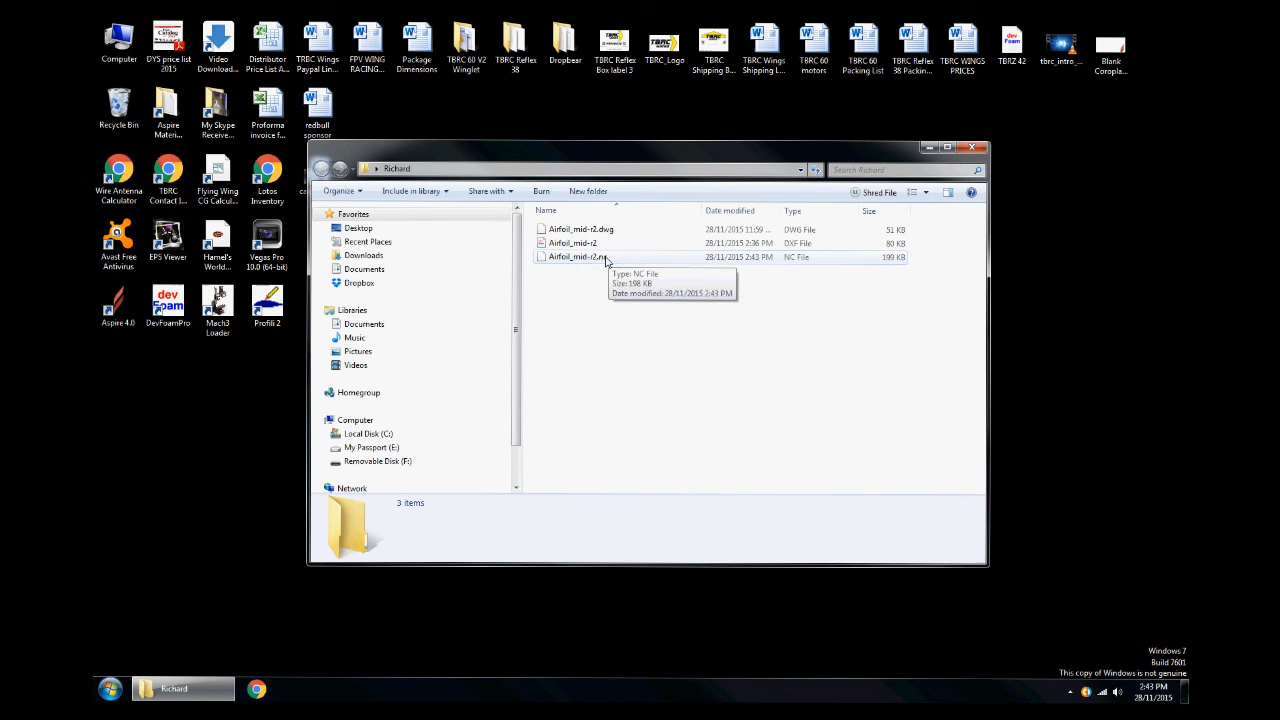 Computer
DYS price list 2015
Video Download...
Distributor Price List A...
TBRC Wings Paypal Lin...
FPV WING RACING...
Package Dimensions
TBRC 60 V2 Winglet
TBRC Reflex 38
Dropbear
TBRC Reflex Box label 3
TBRC_Logo
TBRC Shipping B...
TBRC Wings Shipping L...
TBRC 60 motors
TBRC 60 Packing List
TBRC Reflex 38 Packin...
TBRC WINGS PRICES
dev Foam
TBRZ 42
tbrc_intro_...
Blank Coropla...
Recycle Bin
Aspire Materi...
My Skype Receive...
Proforma invoice f...
redbull sponsor
Wire Antenna Calculator
TBRC Contact I...
Flying Wing CG Calcul...
Lotos Inventory
Avast Free Antivirus
EPS Viewer
Hamel's World...
Vegas Pro 10.0 (64-bit)
Aspire 4.0
dev Foam
DevFoamPro
Mach3 Loader
Profili 2
Richard
Search Richard
Organize
Include in library
Share with
Burn
New folder
Shred File
Favorites
Desktop
Recent Places
Downloads
Documents
Dropbox
Libraries
Documents
Music
Pictures
Videos
Homegroup
Computer
Local Disk (C:)
My Passport (E:)
Removable Disk (F:)
Network
Name Date modified Type Size
Airfoil_mid-r2.dwg 28/11/2015 11:59 ... DWG File 51 KB
Airfoil_mid-r2 28/11/2015 2:36 PM DXF File 80 KB
Airfoil_mid-r2.nc 28/11/2015 2:43 PM NC File 199 KB
Type: NC File
Size: 198 KB
Date modified: 28/11/2015 2:43 PM
3 items
Windows 7
Build 7601
This copy of Windows is not genuine
Richard
2:43 PM
28/11/2015